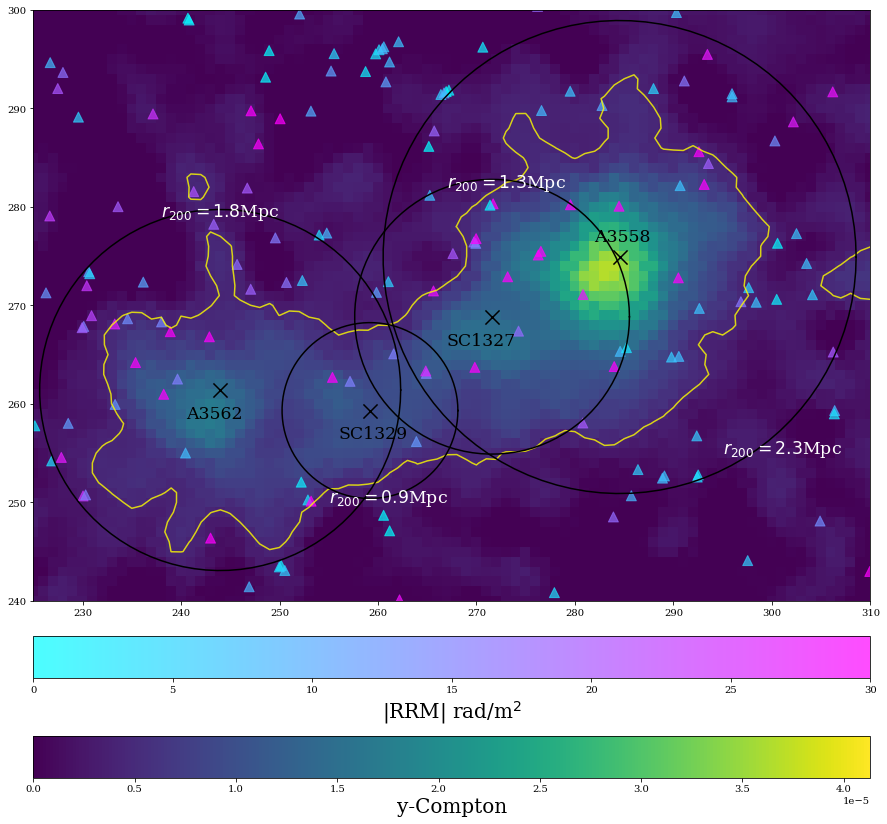 300
290
280
270
260
250
240
230 240 250 260 270 280 290 300 310
r200 = 1.3Mpc
r200 = 1.8Mpc
A3558
SC1327
A3562
SC1329
r200 = 2.3Mpc
r200 = 0.9Mpc
0 5 10 15 20 25 30
|RRM| rad/m²
0.0 0.5 1.0 1.5 2.0 2.5 3.0 3.5 4.0
1e−5
y-Compton